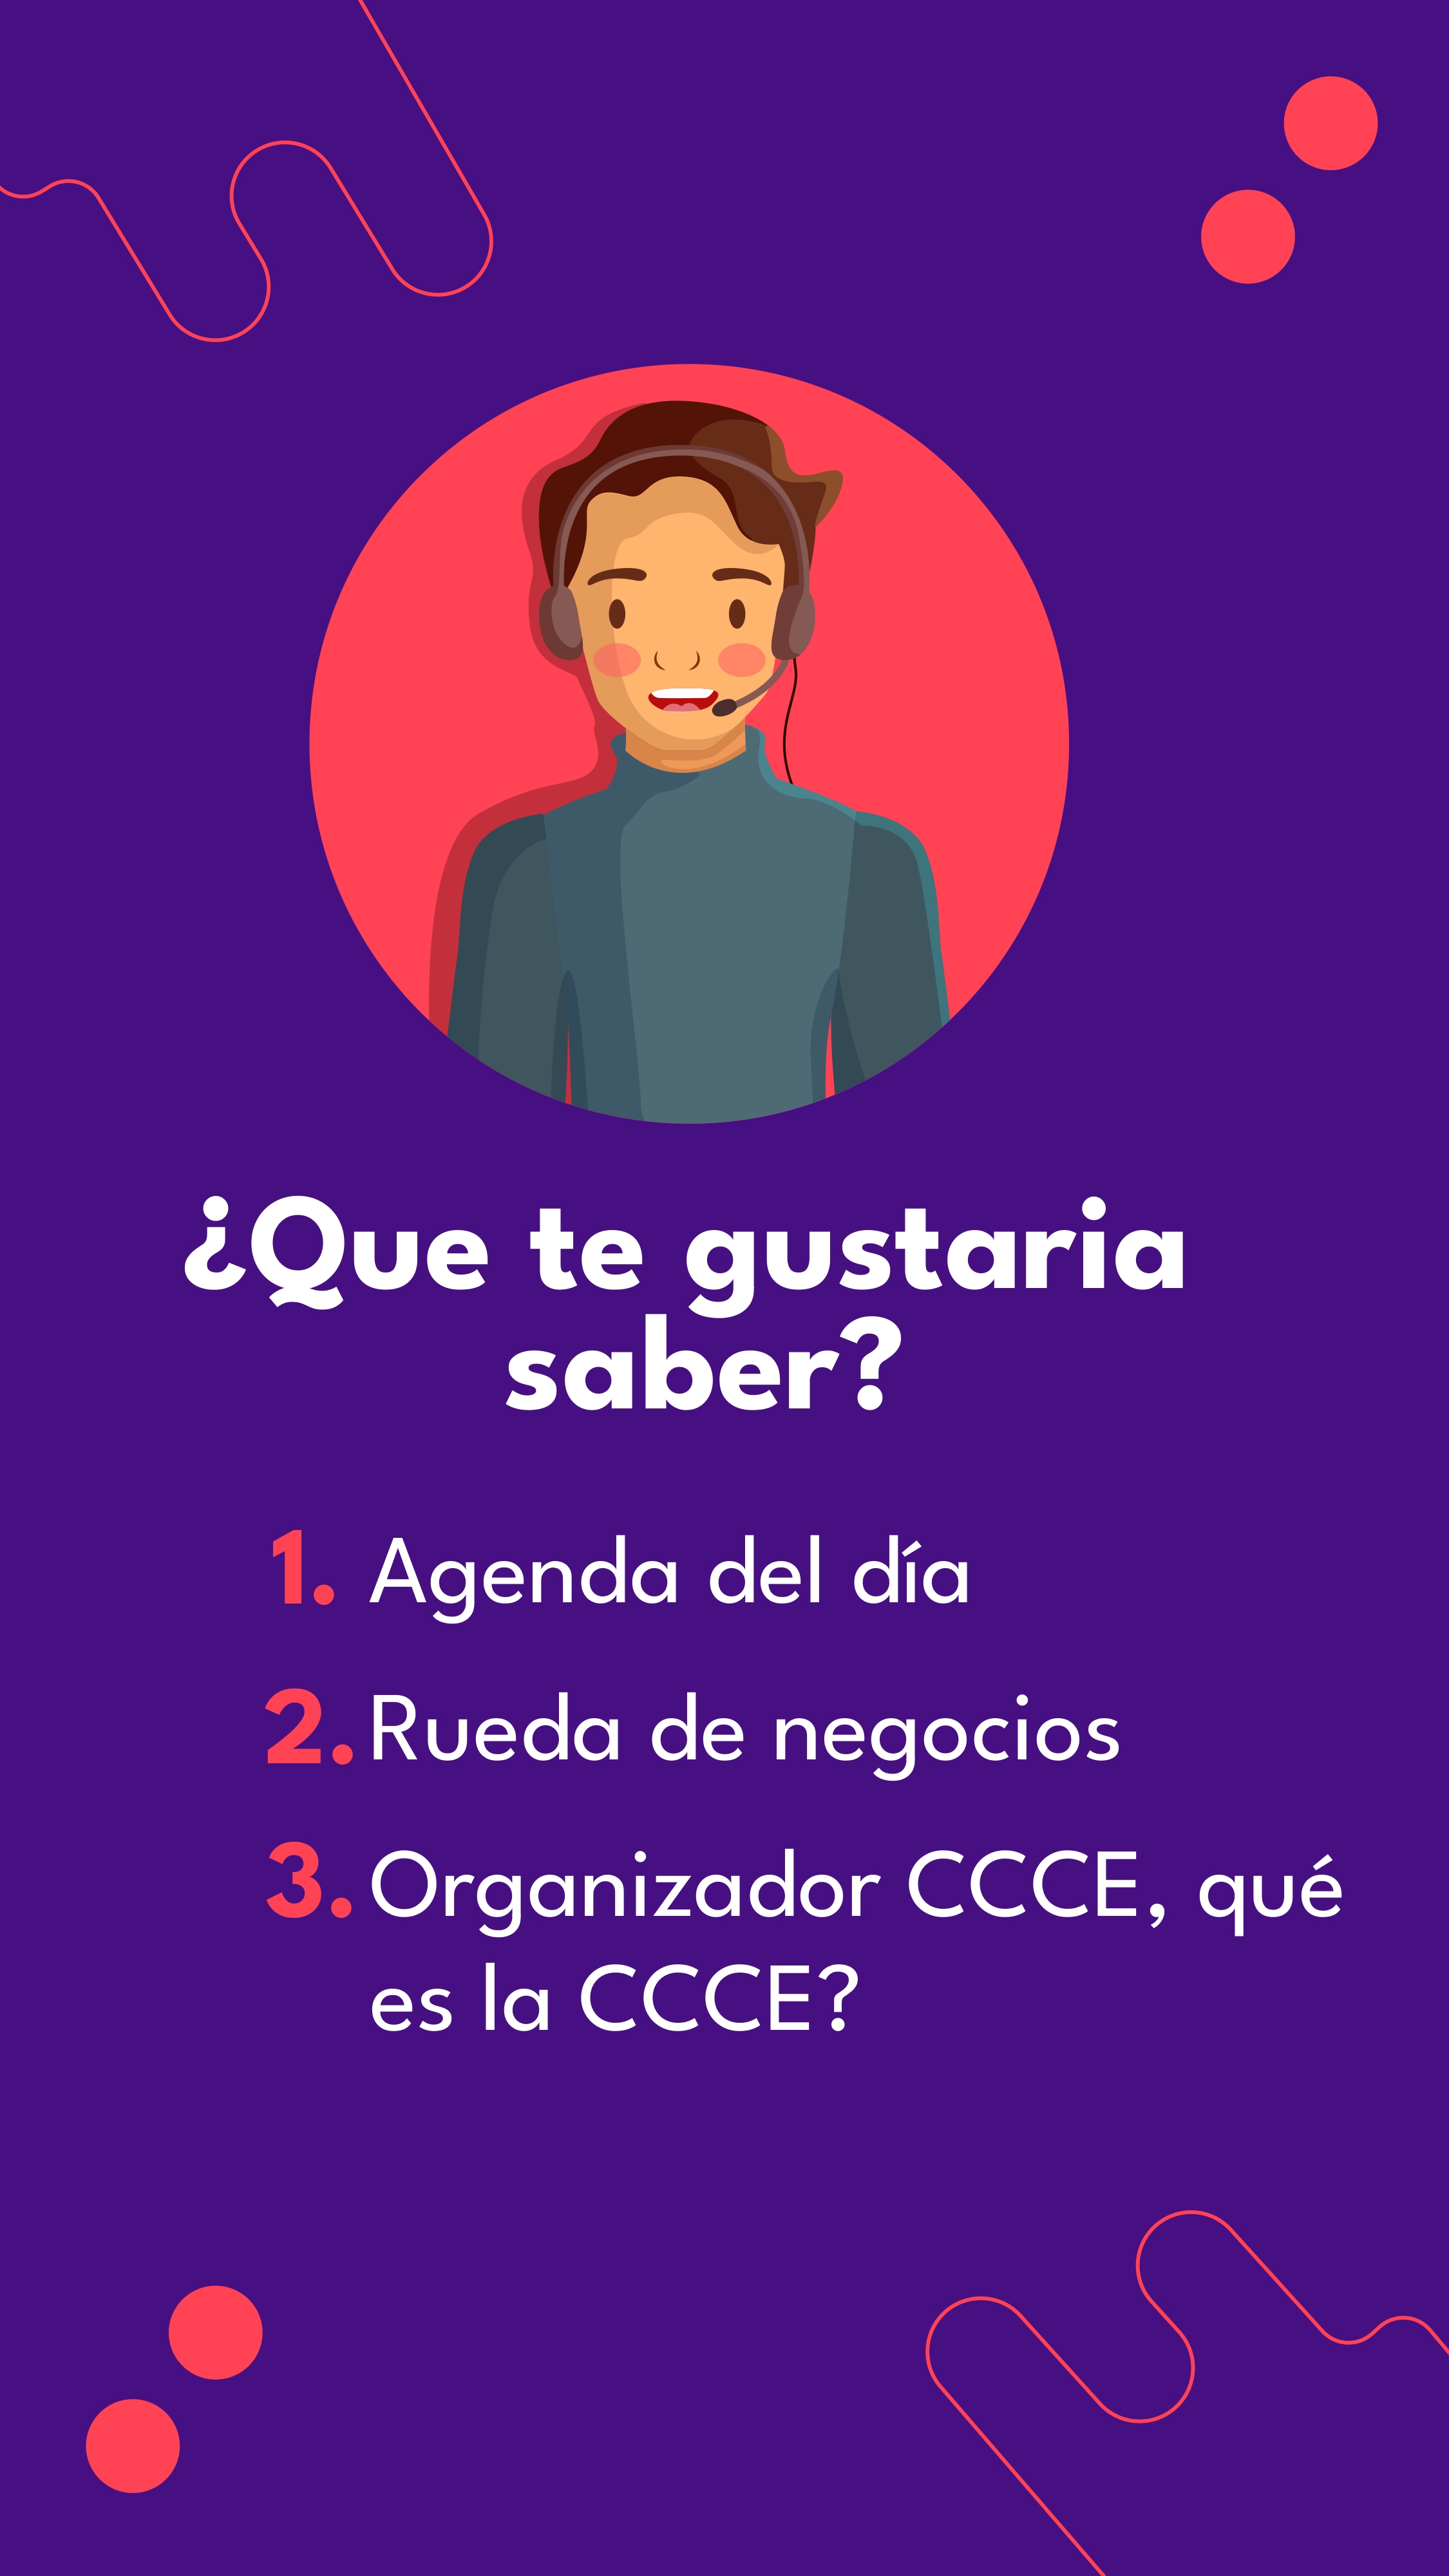 ¿Que te gustaria
saber?
1. Agenda del día
2. Rueda de negocios
3. Organizador CCCE, qué
es la CCCE?